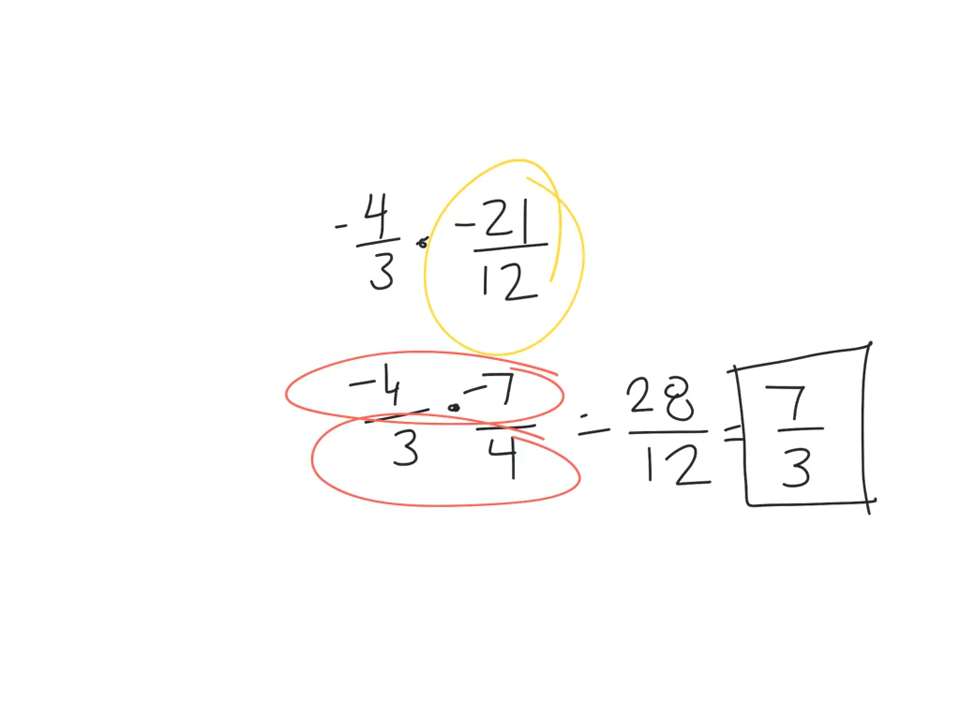 -4/3 · -21/12
-4/3 · -7/4 = 28/12 = 7/3